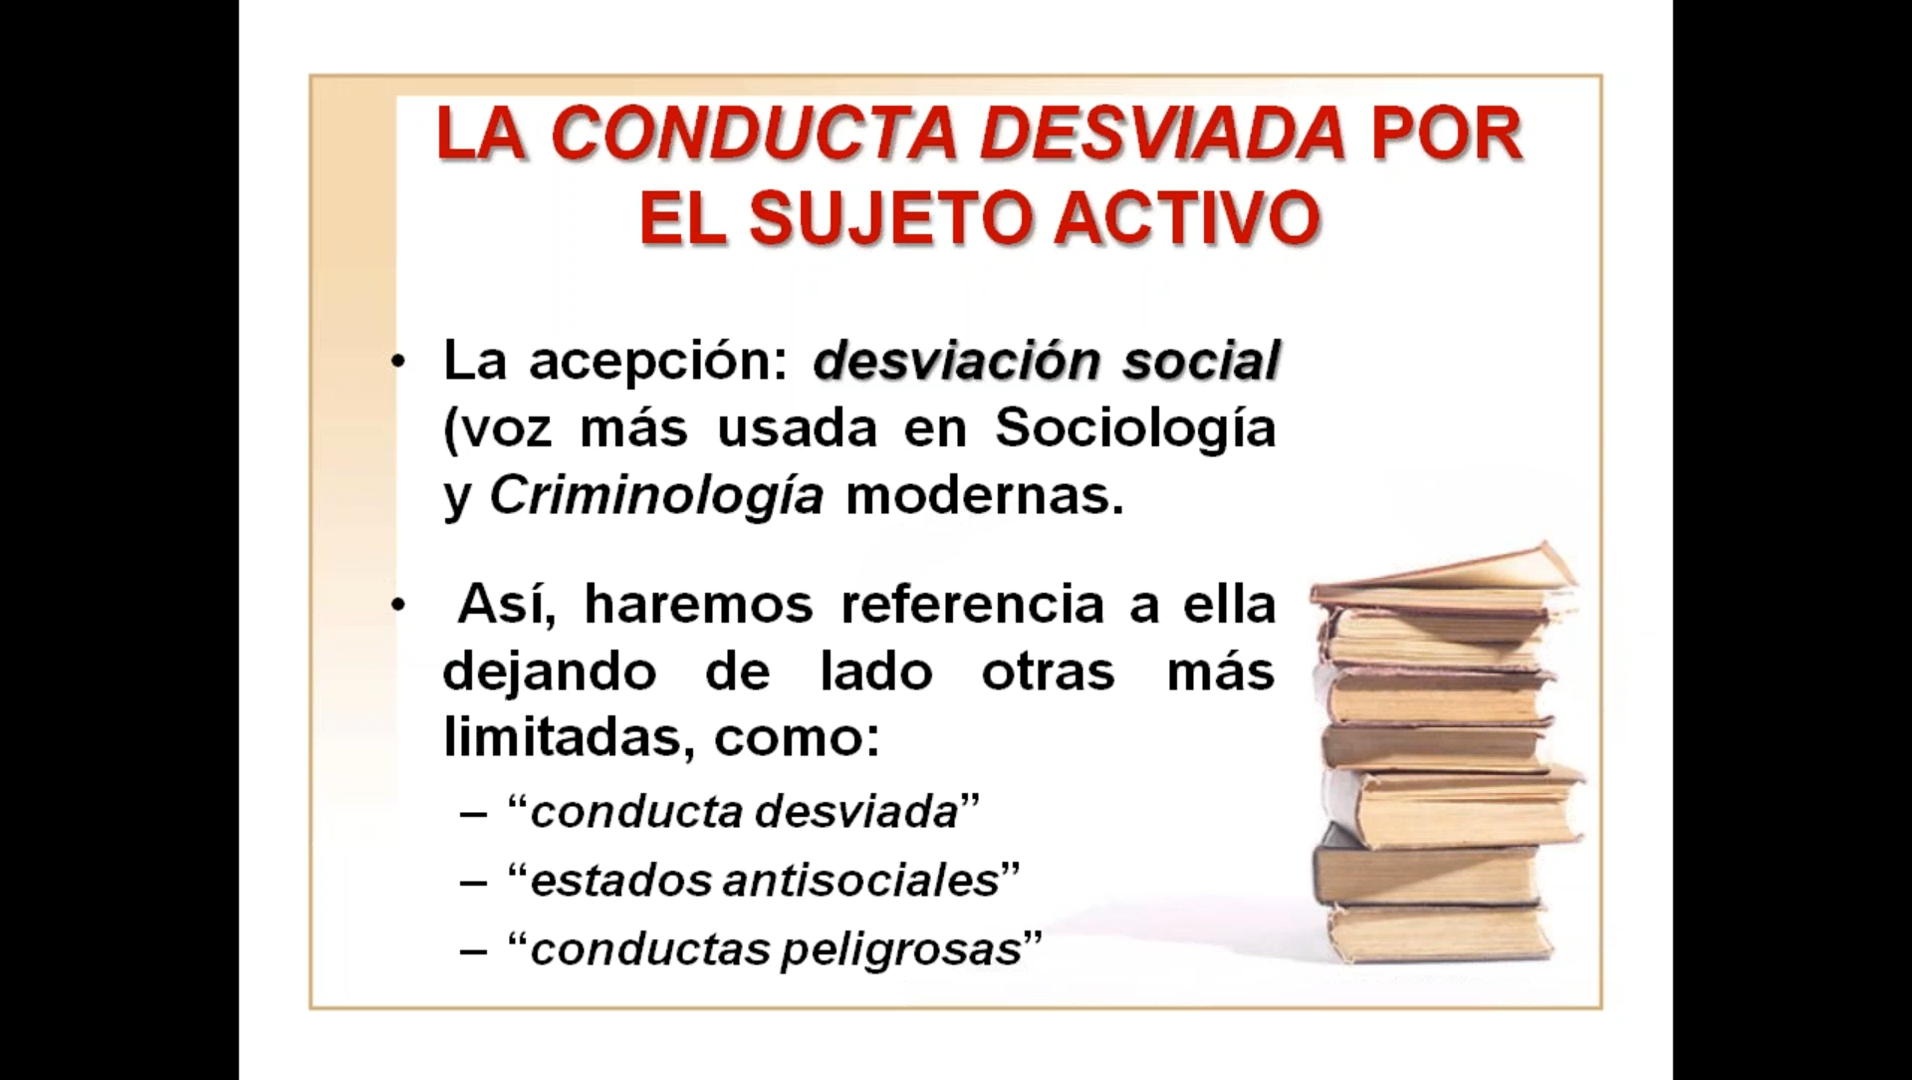 LA CONDUCTA DESVIADA POR
EL SUJETO ACTIVO
• La acepción: desviación social
(voz más usada en Sociología
y Criminología modernas.
• Así, haremos referencia a ella
dejando de lado otras más
limitadas, como:
– “conducta desviada”
– “estados antisociales”
– “conductas peligrosas”